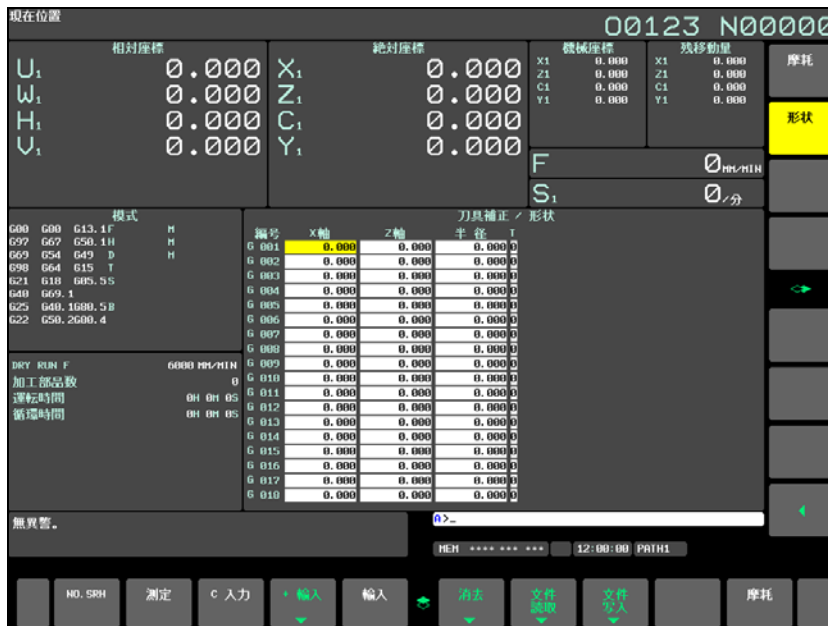 現在位置
O0123 N00000
相対座標
U1 0.000
W1 0.000
H1 0.000
V1 0.000
絶対座標
X1 0.000
Z1 0.000
C1 0.000
Y1 0.000
機械座標
X1 0.000
Z1 0.000
C1 0.000
Y1 0.000
残移動量
X1 0.000
Z1 0.000
C1 0.000
Y1 0.000
F 0 MM/MIN
S1 0/分
摩耗
形状
模式
G00 G80 G13.1 F M
G97 G67 G50.1 H M
G69 G54 G49 D M
G98 G64 G15 T
G21 G18 G05.5 S
G40 G69.1
G25 G40.1 G80.5 B
G22 G50.2 G00.4
DRY RUN F 6000 MM/MIN
加工部品数 0
運転時間 0H 0M 0S
循環時間 0H 0M 0S
刀具補正 / 形状
編号 X軸 Z軸 半径 T
G 001 0.000 0.000 0.000 0
G 002 0.000 0.000 0.000 0
G 003 0.000 0.000 0.000 0
G 004 0.000 0.000 0.000 0
G 005 0.000 0.000 0.000 0
G 006 0.000 0.000 0.000 0
G 007 0.000 0.000 0.000 0
G 008 0.000 0.000 0.000 0
G 009 0.000 0.000 0.000 0
G 010 0.000 0.000 0.000 0
G 011 0.000 0.000 0.000 0
G 012 0.000 0.000 0.000 0
G 013 0.000 0.000 0.000 0
G 014 0.000 0.000 0.000 0
G 015 0.000 0.000 0.000 0
G 016 0.000 0.000 0.000 0
G 017 0.000 0.000 0.000 0
G 018 0.000 0.000 0.000 0
無異警。
A>_
MEM **** *** *** 12:00:00 PATH1
NO. SRH
測定
C 入力
+ 輸入
輸入
消去
文件
読取
文件
写入
摩耗